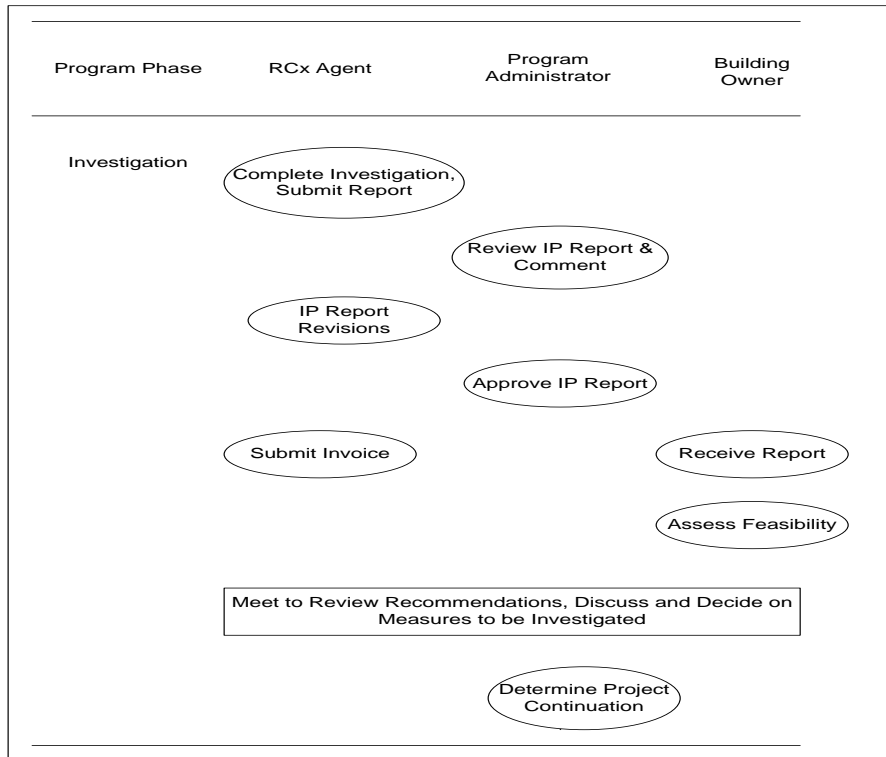 Program Phase
RCx Agent
Program
Administrator
Building
Owner
Investigation
Complete Investigation,
Submit Report
Review IP Report &
Comment
IP Report
Revisions
Approve IP Report
Submit Invoice
Receive Report
Assess Feasibility
Meet to Review Recommendations, Discuss and Decide on
Measures to be Investigated
Determine Project
Continuation